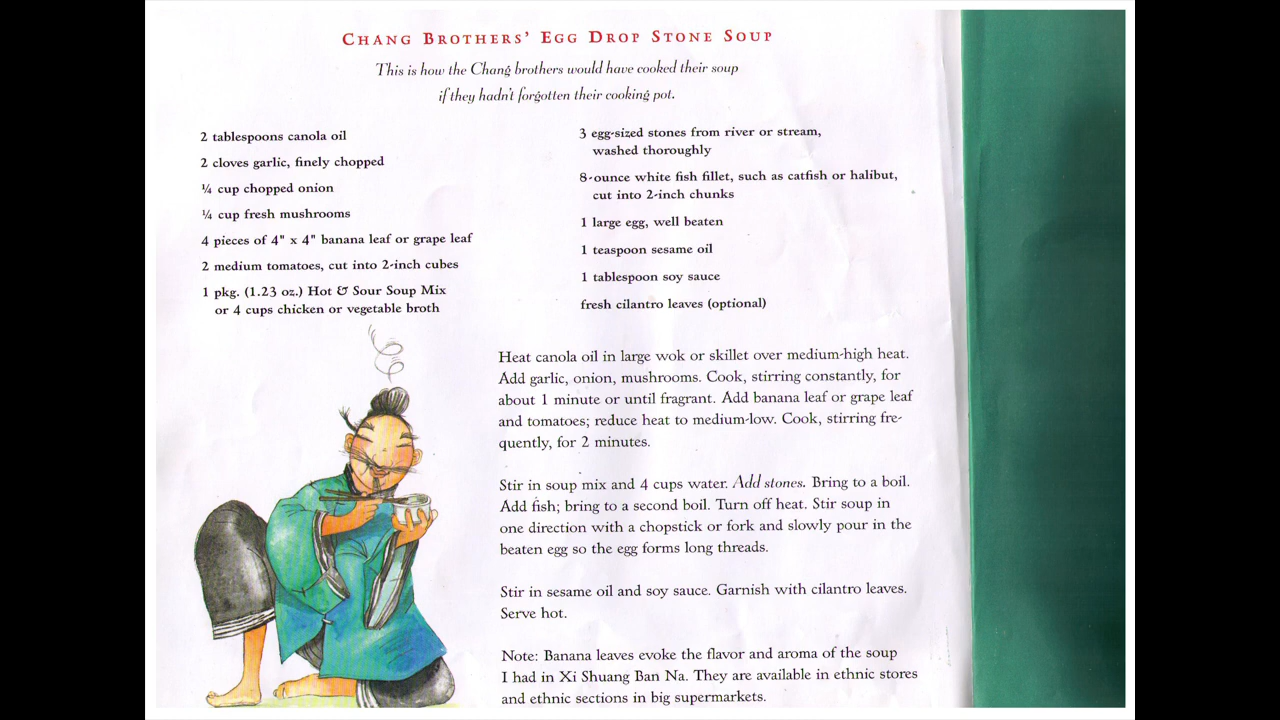 CHANG BROTHERS' EGG DROP STONE SOUP
This is how the Chang brothers would have cooked their soup
if they hadn't forgotten their cooking pot.
2 tablespoons canola oil
2 cloves garlic, finely chopped
¼ cup chopped onion
¼ cup fresh mushrooms
4 pieces of 4" x 4" banana leaf or grape leaf
2 medium tomatoes, cut into 2-inch cubes
1 pkg. (1.23 oz.) Hot & Sour Soup Mix
or 4 cups chicken or vegetable broth
3 egg-sized stones from river or stream,
washed thoroughly
8-ounce white fish fillet, such as catfish or halibut,
cut into 2-inch chunks
1 large egg, well beaten
1 teaspoon sesame oil
1 tablespoon soy sauce
fresh cilantro leaves (optional)
Heat canola oil in large wok or skillet over medium-high heat.
Add garlic, onion, mushrooms. Cook, stirring constantly, for
about 1 minute or until fragrant. Add banana leaf or grape leaf
and tomatoes; reduce heat to medium-low. Cook, stirring fre-
quently, for 2 minutes.
Stir in soup mix and 4 cups water. Add stones. Bring to a boil.
Add fish; bring to a second boil. Turn off heat. Stir soup in
one direction with a chopstick or fork and slowly pour in the
beaten egg so the egg forms long threads.
Stir in sesame oil and soy sauce. Garnish with cilantro leaves.
Serve hot.
Note: Banana leaves evoke the flavor and aroma of the soup
I had in Xi Shuang Ban Na. They are available in ethnic stores
and ethnic sections in big supermarkets.